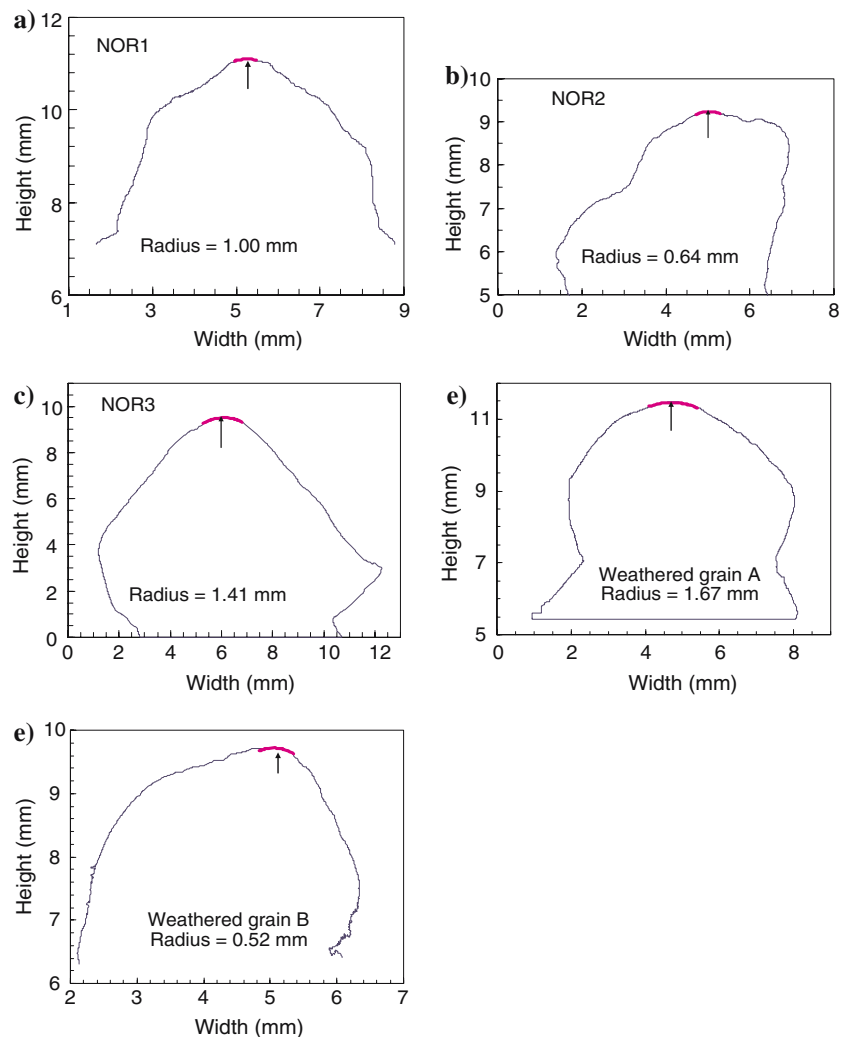 a)
NOR1
12
10
8
6
Height (mm)
Radius = 1.00 mm
1 3 5 7 9
Width (mm)
b)
NOR2
10
9
8
7
6
5
Height (mm)
Radius = 0.64 mm
0 2 4 6 8
Width (mm)
c)
NOR3
10
8
6
4
2
0
Height (mm)
Radius = 1.41 mm
0 2 4 6 8 10 12
Width (mm)
e)
11
9
7
5
Height (mm)
Weathered grain A
Radius = 1.67 mm
2 4 6 8
Width (mm)
e)
10
9
8
7
6
Height (mm)
Weathered grain B
Radius = 0.52 mm
2 3 4 5 6 7
Width (mm)